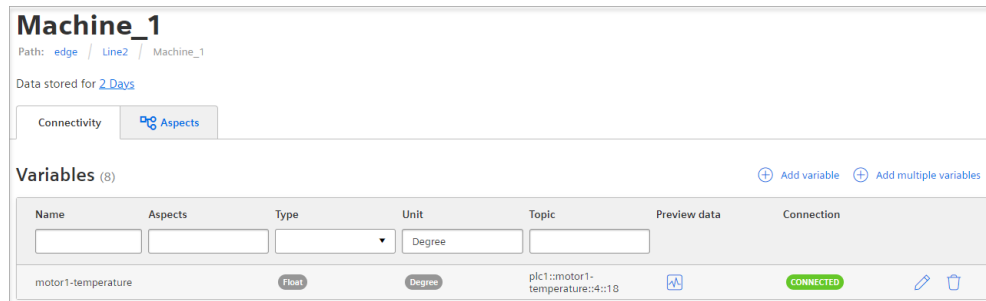 Machine_1
Path: edge / Line2 / Machine_1
Data stored for 2 Days
Connectivity Aspects
Variables (8) Add variable Add multiple variables
Name Aspects Type Unit Topic Preview data Connection
Degree
motor1-temperature Float Degree plc1::motor1- CONNECTED
temperature::4::18